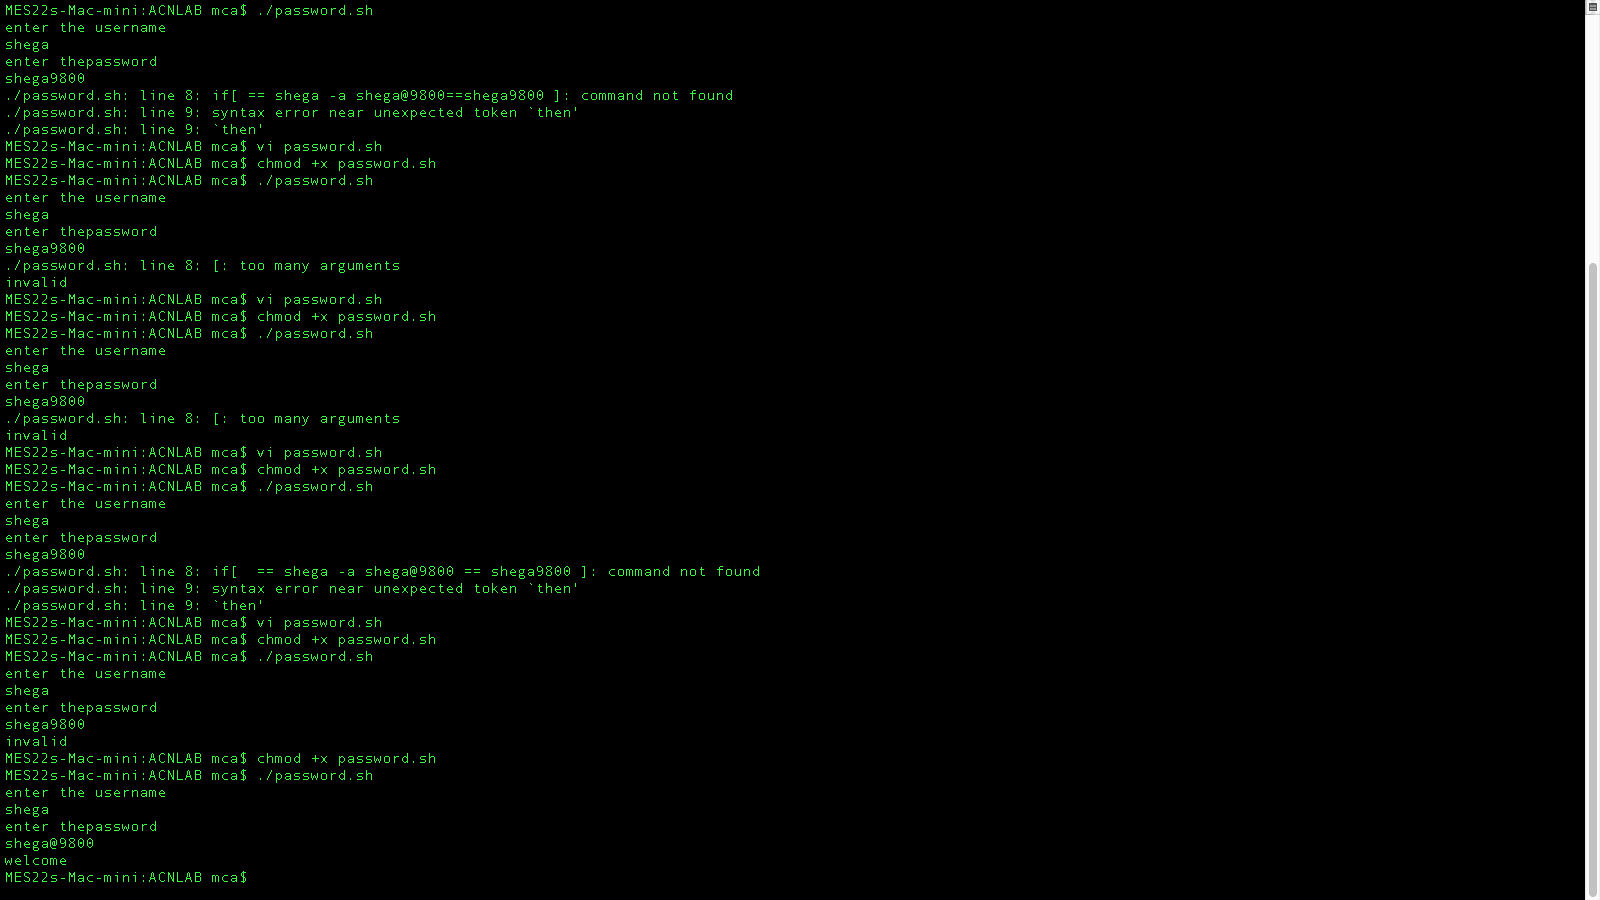 MES22s-Mac-mini:ACNLAB mca$ ./password.sh
enter the username
shega
enter thepassword
shega9800
./password.sh: line 8: if[ == shega -a shega@9800==shega9800 ]: command not found
./password.sh: line 9: syntax error near unexpected token `then'
./password.sh: line 9: `then'
MES22s-Mac-mini:ACNLAB mca$ vi password.sh
MES22s-Mac-mini:ACNLAB mca$ chmod +x password.sh
MES22s-Mac-mini:ACNLAB mca$ ./password.sh
enter the username
shega
enter thepassword
shega9800
./password.sh: line 8: [: too many arguments
invalid
MES22s-Mac-mini:ACNLAB mca$ vi password.sh
MES22s-Mac-mini:ACNLAB mca$ chmod +x password.sh
MES22s-Mac-mini:ACNLAB mca$ ./password.sh
enter the username
shega
enter thepassword
shega9800
./password.sh: line 8: [: too many arguments
invalid
MES22s-Mac-mini:ACNLAB mca$ vi password.sh
MES22s-Mac-mini:ACNLAB mca$ chmod +x password.sh
MES22s-Mac-mini:ACNLAB mca$ ./password.sh
enter the username
shega
enter thepassword
shega9800
./password.sh: line 8: if[  == shega -a shega@9800 == shega9800 ]: command not found
./password.sh: line 9: syntax error near unexpected token `then'
./password.sh: line 9: `then'
MES22s-Mac-mini:ACNLAB mca$ vi password.sh
MES22s-Mac-mini:ACNLAB mca$ chmod +x password.sh
MES22s-Mac-mini:ACNLAB mca$ ./password.sh
enter the username
shega
enter thepassword
shega9800
invalid
MES22s-Mac-mini:ACNLAB mca$ chmod +x password.sh
MES22s-Mac-mini:ACNLAB mca$ ./password.sh
enter the username
shega
enter thepassword
shega@9800
welcome
MES22s-Mac-mini:ACNLAB mca$